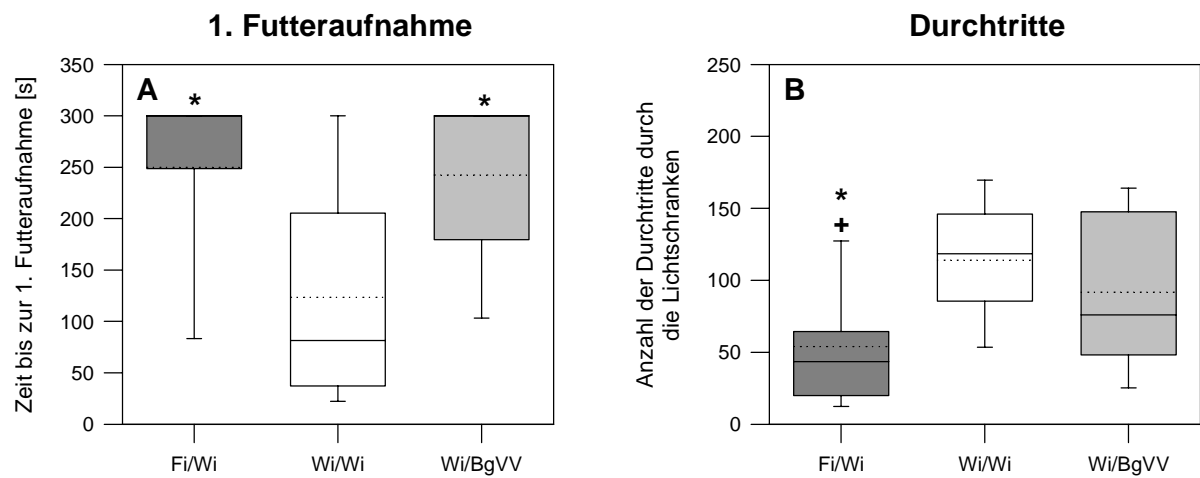 1. Futteraufnahme
Zeit bis zur 1. Futteraufnahme [s]
350
300
250
200
150
100
50
0
A
*
*
Fi/Wi
Wi/Wi
Wi/BgVV
Durchtritte
Anzahl der Durchtritte durch
die Lichtschranken
250
200
150
100
50
0
B
*
+
Fi/Wi
Wi/Wi
Wi/BgVV